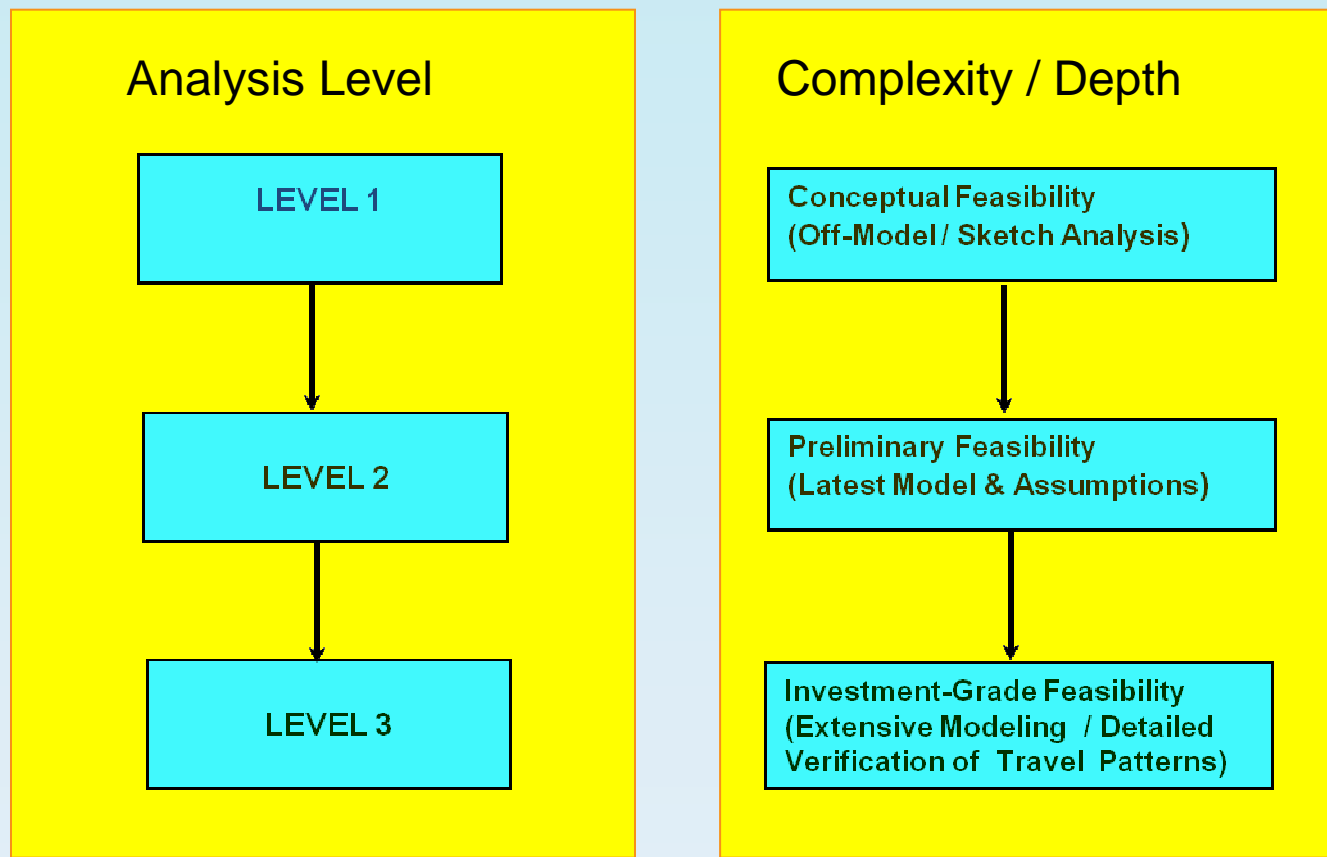 Analysis Level
LEVEL 1
LEVEL 2
LEVEL 3
Complexity / Depth
Conceptual Feasibility
(Off-Model / Sketch Analysis)
Preliminary Feasibility
(Latest Model & Assumptions)
Investment-Grade Feasibility
(Extensive Modeling / Detailed
Verification of Travel Patterns)